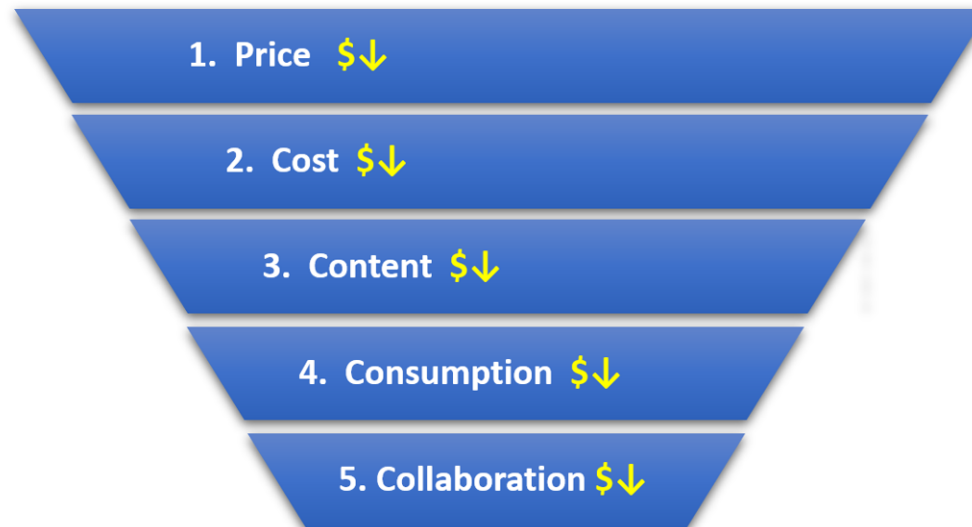 1. Price $↓
2. Cost $↓
3. Content $↓
4. Consumption $↓
5. Collaboration $↓